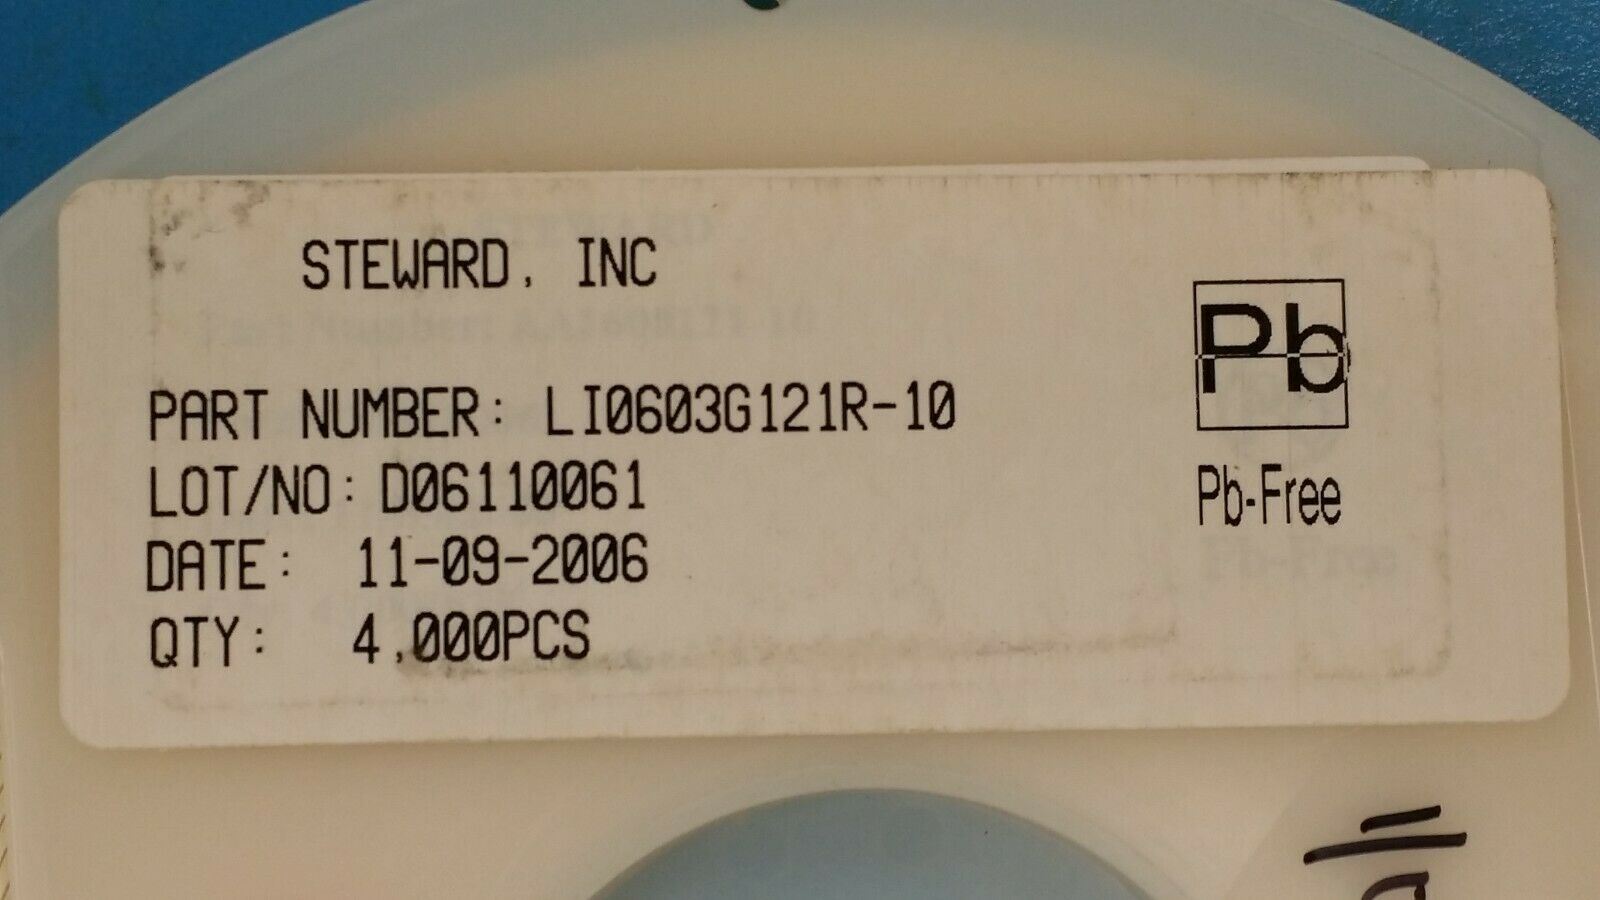 STEWARD, INC
PART NUMBER: LI0603G121R-10
LOT/NO: D06110061
DATE: 11-09-2006
QTY: 4,000PCS
Pb
Pb-Free